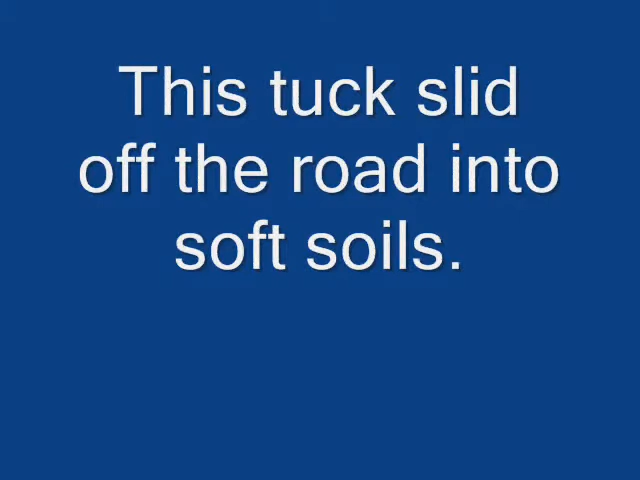 This tuck slid
off the road into
soft soils.